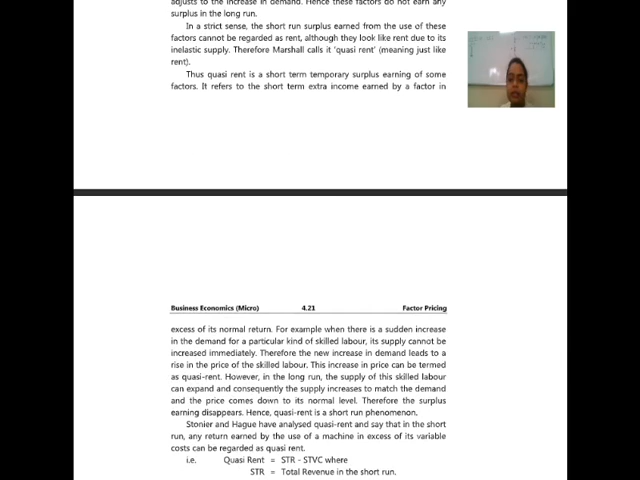 adjusts to the increase in demand. Hence these factors do not earn any
surplus in the long run.
In a strict sense, the short run surplus earned from the use of these
factors cannot be regarded as rent, although they look like rent due to its
inelastic supply. Therefore Marshall calls it 'quasi rent' (meaning just like
rent).
Thus quasi rent is a short term temporary surplus earning of some
factors. It refers to the short term extra income earned by a factor in
Business Economics (Micro) 4.21 Factor Pricing
excess of its normal return. For example when there is a sudden increase
in the demand for a particular kind of skilled labour, its supply cannot be
increased immediately. Therefore the new increase in demand leads to a
rise in the price of the skilled labour. This increase in price can be termed
as quasi-rent. However, in the long run, the supply of this skilled labour
can expand and consequently the supply increases to match the demand
and the price comes down to its normal level. Therefore the surplus
earning disappears. Hence, quasi-rent is a short run phenomenon.
Stonier and Hague have analysed quasi-rent and say that in the short
run, any return earned by the use of a machine in excess of its variable
costs can be regarded as quasi rent.
i.e. Quasi Rent = STR - STVC where
STR = Total Revenue in the short run.